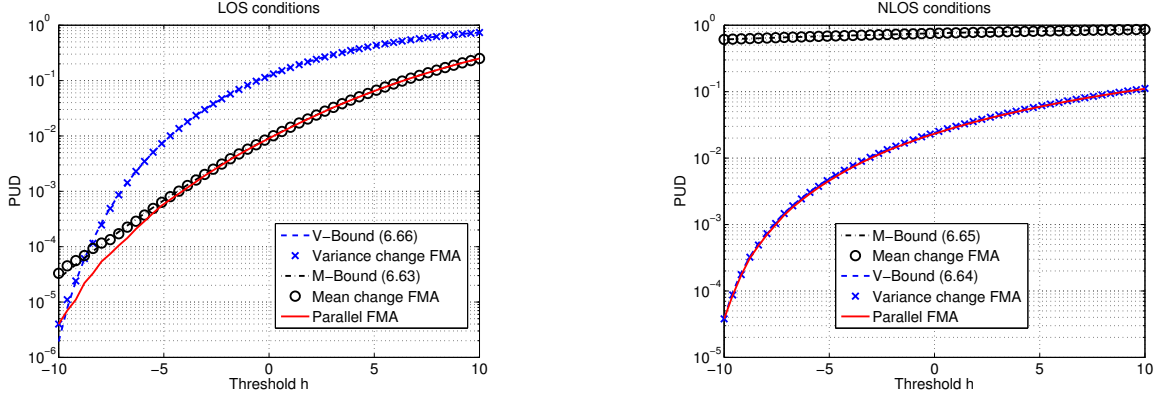 LOS conditions
10^0
10^−1
10^−2
10^−3
10^−4
10^−5
10^−6
PUD
−10
−5
0
5
10
Threshold h
V-Bound (6.66)
Variance change FMA
M-Bound (6.63)
Mean change FMA
Parallel FMA
NLOS conditions
10^0
10^−1
10^−2
10^−3
10^−4
10^−5
PUD
−10
−5
0
5
10
Threshold h
M-Bound (6.65)
Mean change FMA
V-Bound (6.64)
Variance change FMA
Parallel FMA